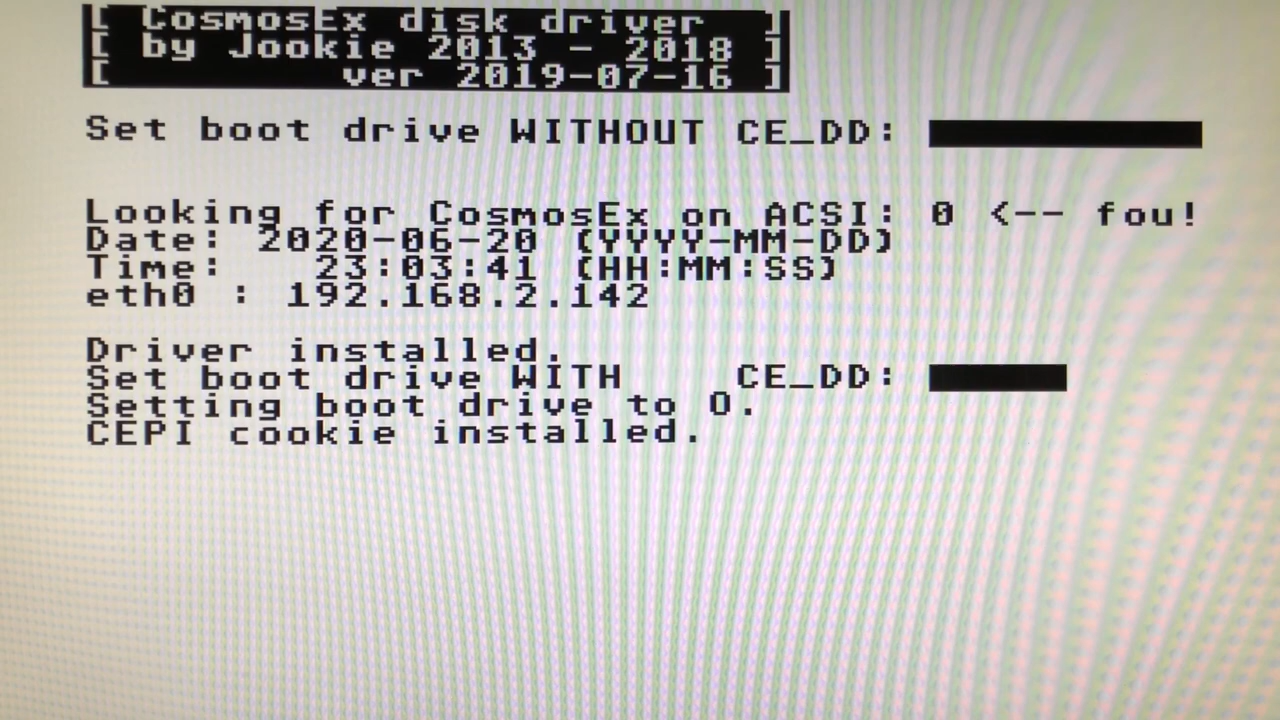 [ CosmosEx disk driver ]
[ by Jookie 2013 - 2018 ]
[ ver 2019-07-16 ]
Set boot drive WITHOUT CE_DD:
Looking for CosmosEx on ACSI: 0 <-- fou!
Date: 2020-06-20 (YYYY-MM-DD)
Time: 23:03:41 (HH:MM:SS)
eth0 : 192.168.2.142
Driver installed.
Set boot drive WITH CE_DD:
Setting boot drive to O.
CEPI cookie installed.